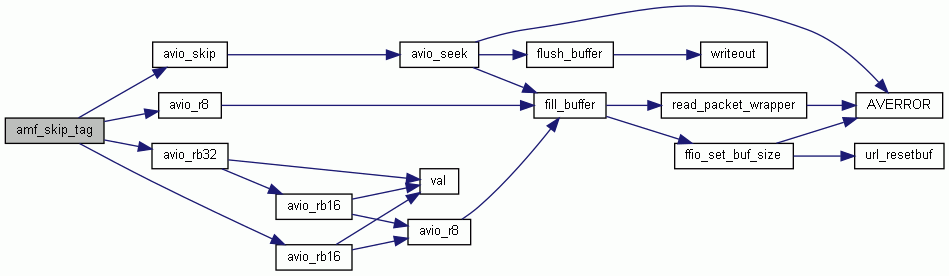 avio_skip
avio_seek
flush_buffer
writeout
avio_r8
fill_buffer
read_packet_wrapper
AVERROR
amf_skip_tag
avio_rb32
ffio_set_buf_size
url_resetbuf
val
avio_rb16
avio_r8
avio_rb16